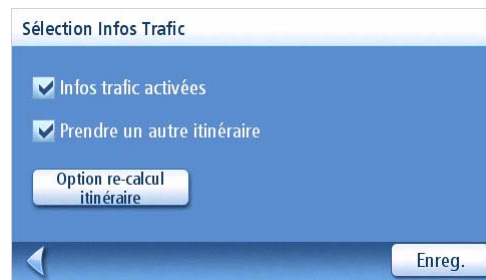 Sélection Infos Trafic
Infos trafic activées
Prendre un autre itinéraire
Option re-calcul
itinéraire
Enreg.